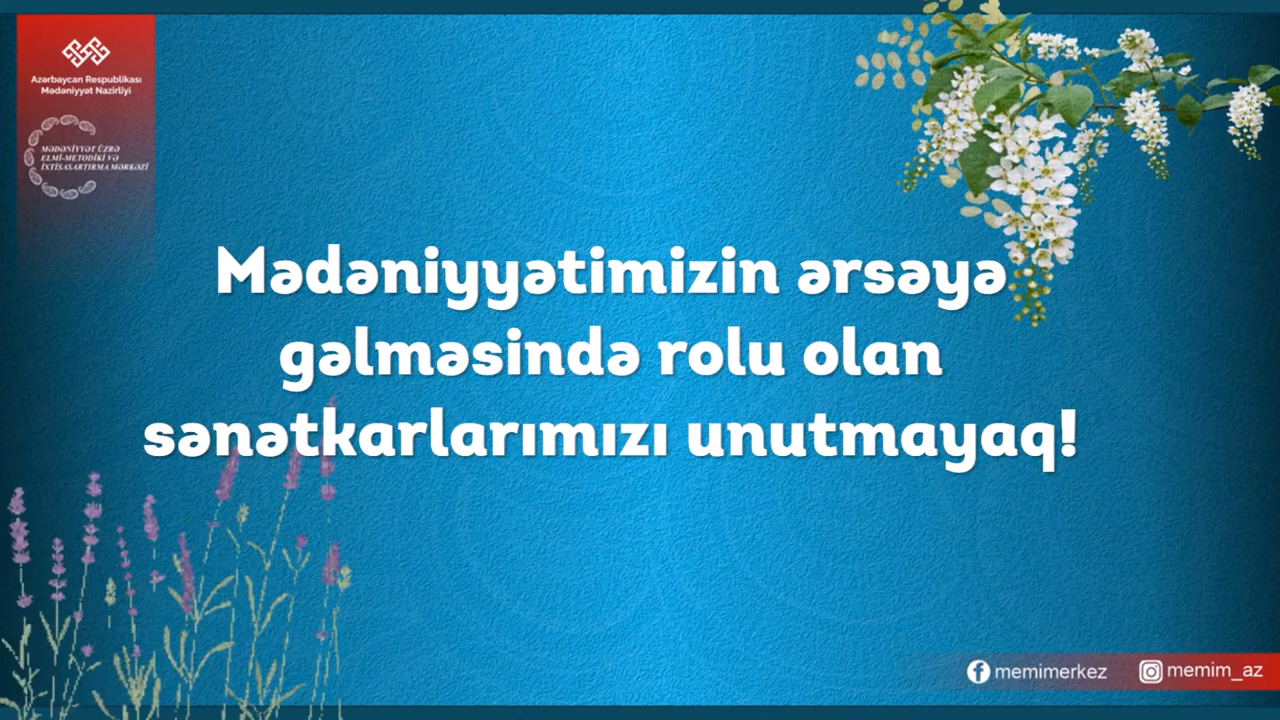 Azərbaycan Respublikası
Mədəniyyət Nazirliyi
MƏDƏNİYYƏT ÜZRƏ
ELMİ-METODİKİ VƏ
İXTİSASARTIRMA MƏRKƏZİ
Mədəniyyətimizin ərsəyə
gəlməsində rolu olan
sənətkarlarımızı unutmayaq!
memimerkez
memim_az